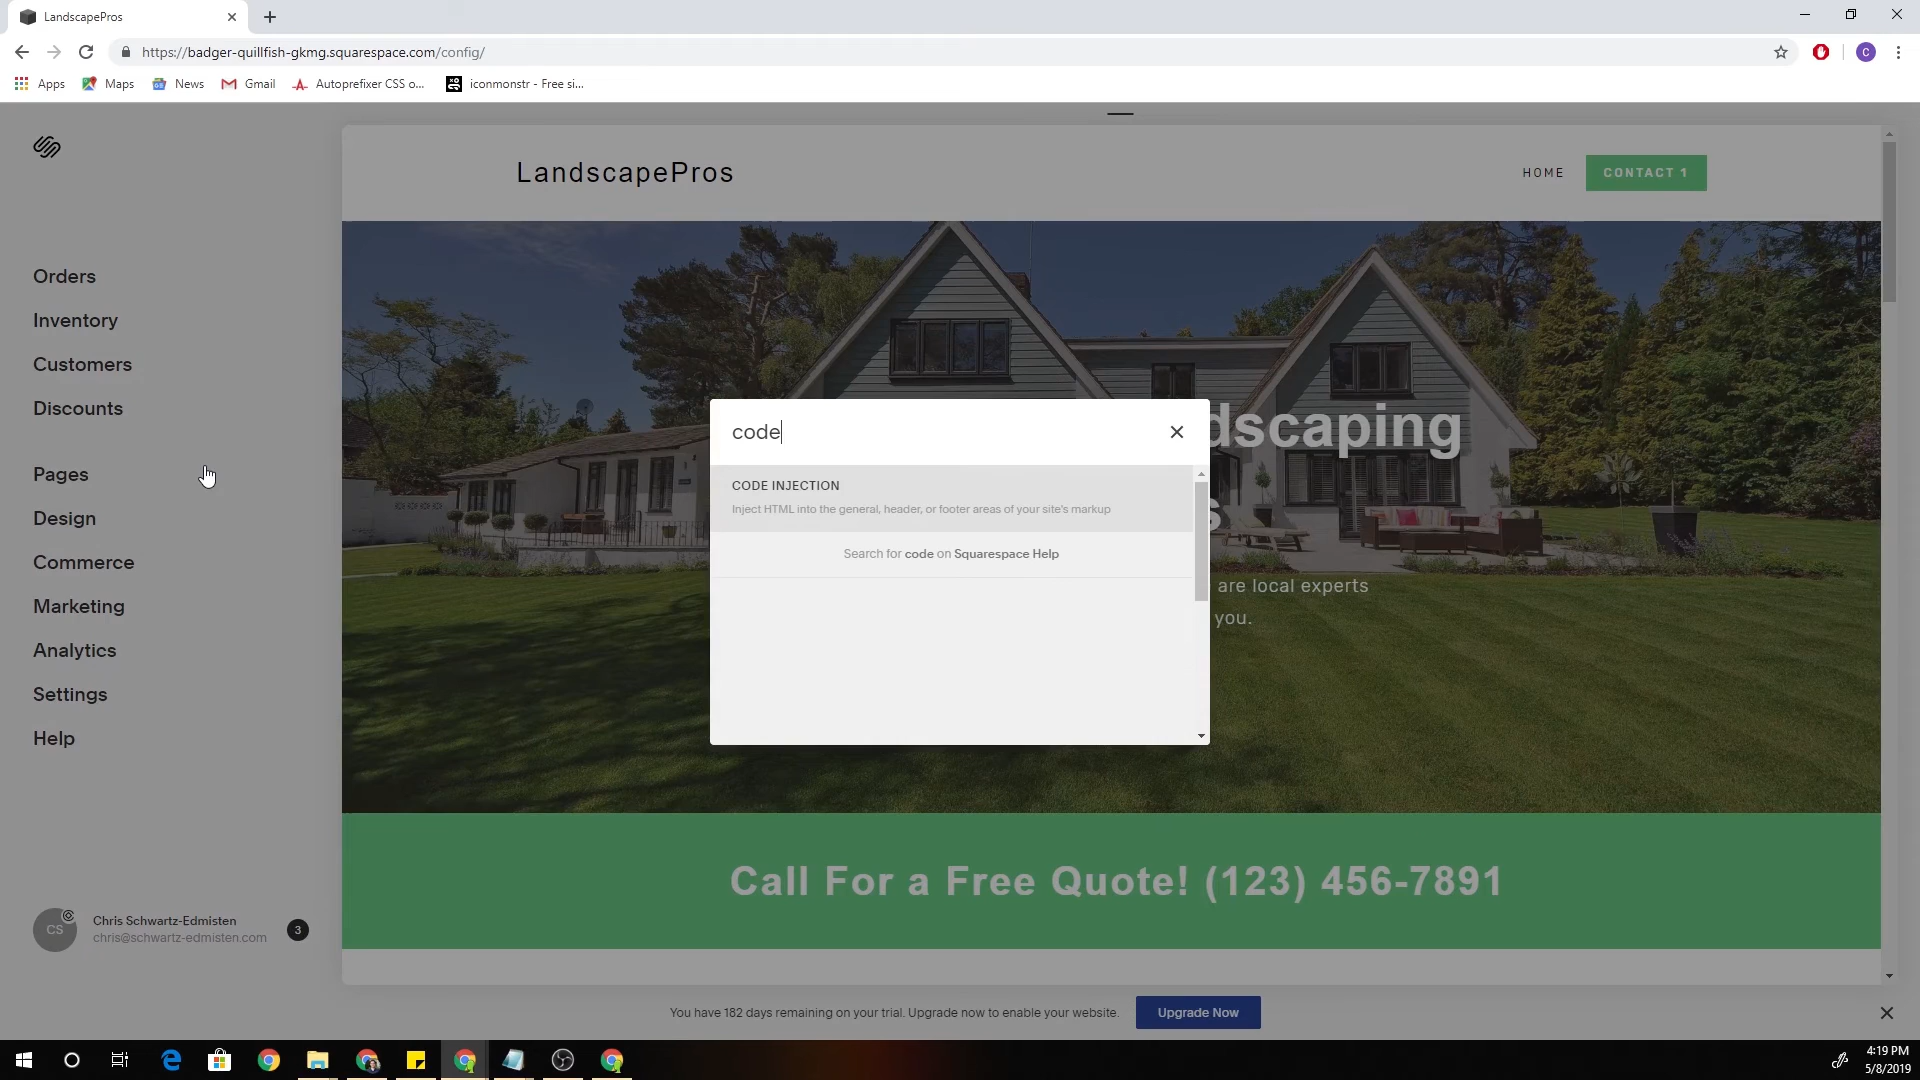 LandscapePros
https://badger-quillfish-gkmg.squarespace.com/config/
C
Apps
Maps
News
Gmail
Autoprefixer CSS o...
iconmonstr - Free si...
Orders
Inventory
Customers
Discounts
Pages
Design
Commerce
Marketing
Analytics
Settings
Help
CS
Chris Schwartz-Edmisten
chris@schwartz-edmisten.com
3
LandscapePros
HOME
CONTACT 1
dscaping
s
are local experts
you.
code
CODE INJECTION
Inject HTML into the general, header, or footer areas of your site's markup
Search for code on Squarespace Help
Call For a Free Quote! (123) 456-7891
You have 182 days remaining on your trial. Upgrade now to enable your website.
Upgrade Now
4:19 PM
5/8/2019